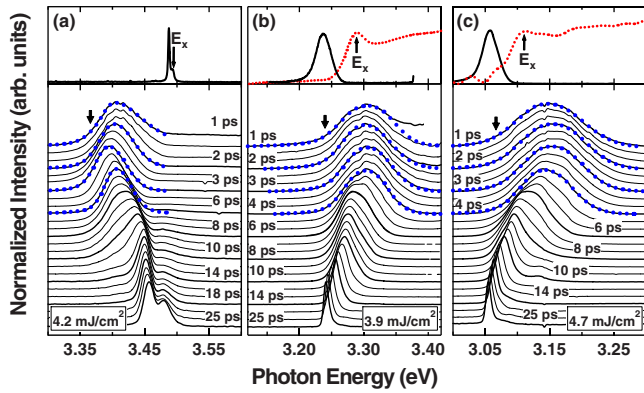 (a) (b) (c)
Eₓ Eₓ Eₓ
Normalized Intensity (arb. units)
1 ps 1 ps 1 ps
2 ps 2 ps 2 ps
3 ps 3 ps 3 ps
6 ps 4 ps 4 ps
8 ps 6 ps 6 ps
10 ps 8 ps 8 ps
14 ps 10 ps 10 ps
18 ps 14 ps 14 ps
25 ps 25 ps 25 ps
4.2 mJ/cm² 3.9 mJ/cm² 4.7 mJ/cm²
3.35 3.45 3.55 3.20 3.30 3.40 3.05 3.15 3.25
Photon Energy (eV)